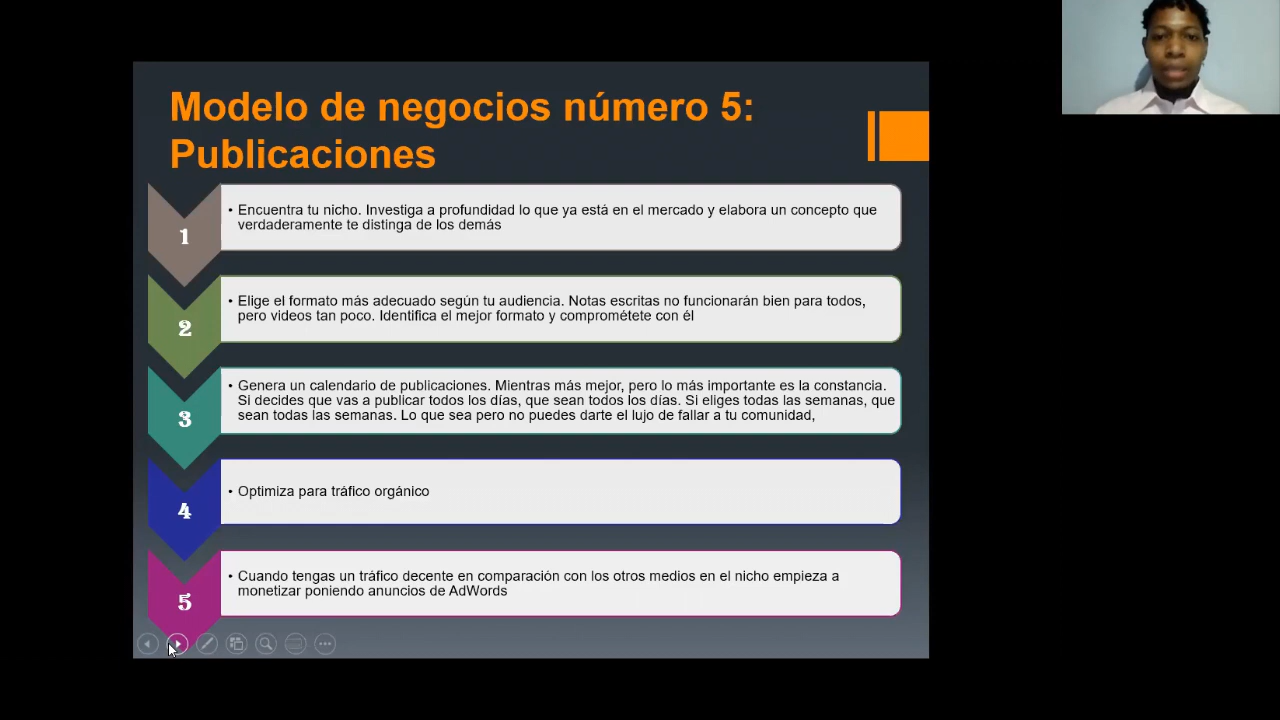 Modelo de negocios número 5:
Publicaciones
1
• Encuentra tu nicho. Investiga a profundidad lo que ya está en el mercado y elabora un concepto que
verdaderamente te distinga de los demás
2
• Elige el formato más adecuado según tu audiencia. Notas escritas no funcionarán bien para todos,
pero videos tan poco. Identifica el mejor formato y comprométete con él
3
• Genera un calendario de publicaciones. Mientras más mejor, pero lo más importante es la constancia.
Si decides que vas a publicar todos los días, que sean todos los días. Si eliges todas las semanas, que
sean todas las semanas. Lo que sea pero no puedes darte el lujo de fallar a tu comunidad,
4
• Optimiza para tráfico orgánico
5
• Cuando tengas un tráfico decente en comparación con los otros medios en el nicho empieza a
monetizar poniendo anuncios de AdWords